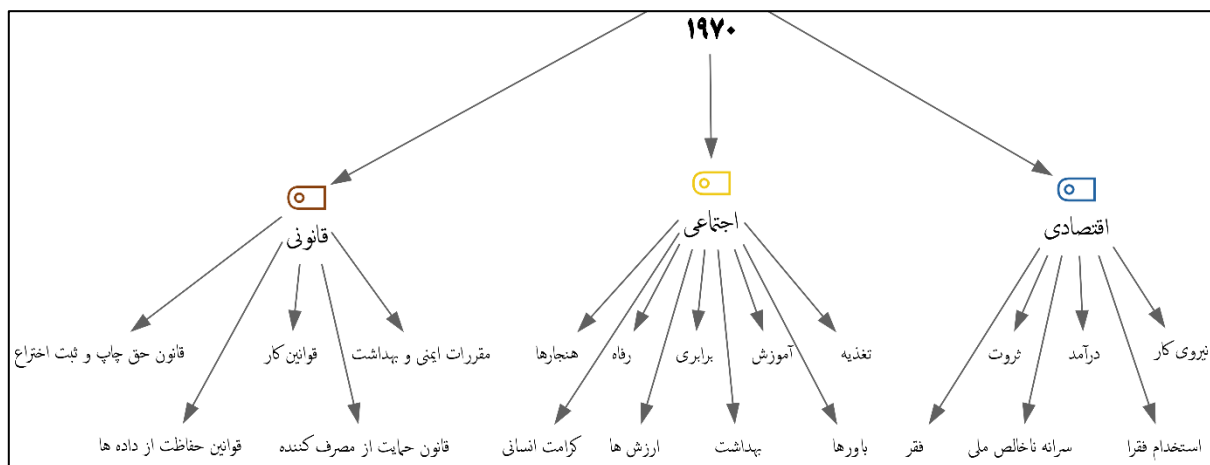 ۱۹۷۰
اقتصادی
اجتماعی
قانونی
نیروی کار
درآمد
ثروت
استخدام فقرا
سرانه ناخالص ملی
فقر
تغذیه
آموزش
برابری
رفاه
هنجارها
باورها
بهداشت
ارزش ها
کرامت انسانی
مقررات ایمنی و بهداشت
قوانین کار
قانون حق چاپ و ثبت اختراع
قانون حمایت از مصرف کننده
قوانین حفاظت از داده ها